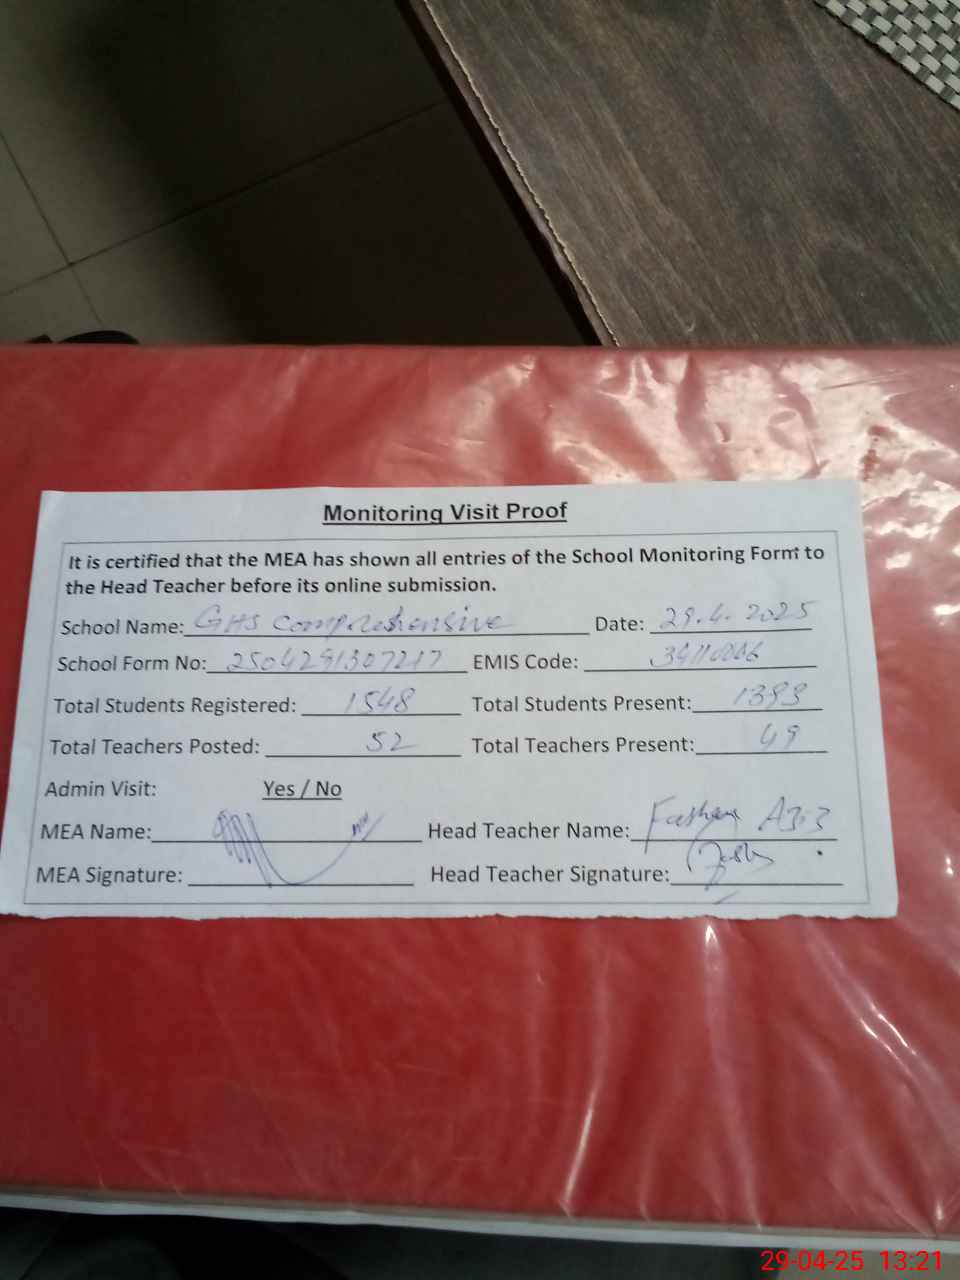 Monitoring Visit Proof
It is certified that the MEA has shown all entries of the School Monitoring Form to
the Head Teacher before its online submission.
School Name: GHS Comprehensive Date: 29.4.2025
School Form No: 2504291307217 EMIS Code:
Total Students Registered: 1548 Total Students Present: 1393
Total Teachers Posted: 52 Total Teachers Present: 49
Admin Visit: Yes / No
MEA Name: Head Teacher Name:
MEA Signature: Head Teacher Signature:
29-04-25 13:21